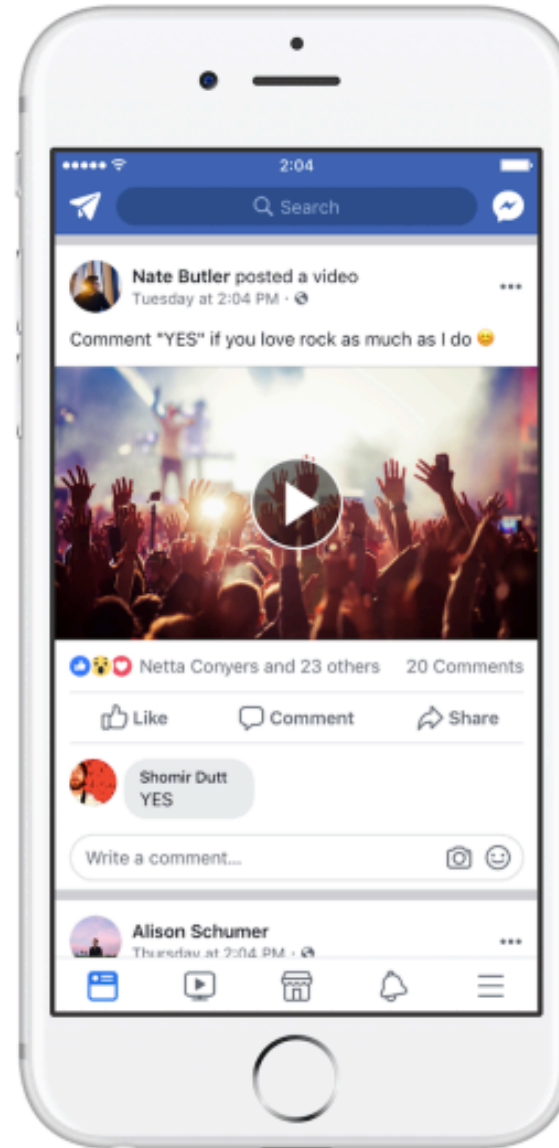 2:04
Search
Nate Butler posted a video
Tuesday at 2:04 PM ·
Comment "YES" if you love rock as much as I do 😊
Netta Conyers and 23 others 20 Comments
Like Comment Share
Shomir Dutt
YES
Write a comment...
Alison Schumer
Thursday at 2:04 PM ·